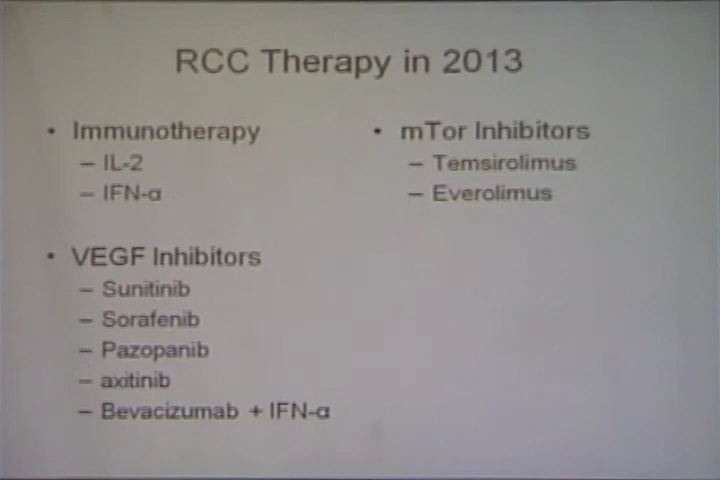 RCC Therapy in 2013
• Immunotherapy
– IL-2
– IFN-α
• VEGF Inhibitors
– Sunitinib
– Sorafenib
– Pazopanib
– axitinib
– Bevacizumab + IFN-α
• mTor Inhibitors
– Temsirolimus
– Everolimus